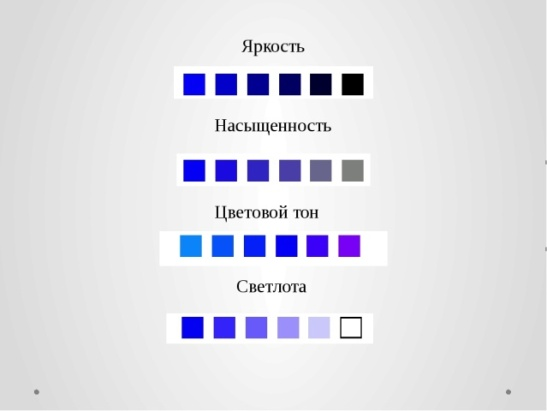 Яркость
Насыщенность
Цветовой тон
Светлота